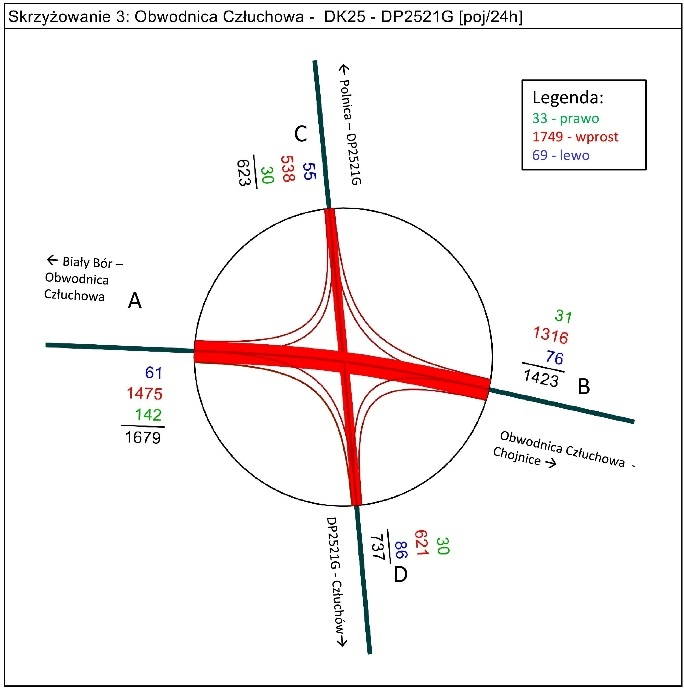 Skrzyżowanie 3: Obwodnica Człuchowa - DK25 - DP2521G [poj/24h]
Legenda:
33 - prawo
1749 - wprost
69 - lewo
← Polnica – DP2521G
C
55
538
30
623
← Biały Bór –
Obwodnica
Człuchowa
A
61
1475
142
1679
31
1316
76
1423
B
Obwodnica Człuchowa -
Chojnice →
30
621
86
737
D
DP2521G - Człuchów→